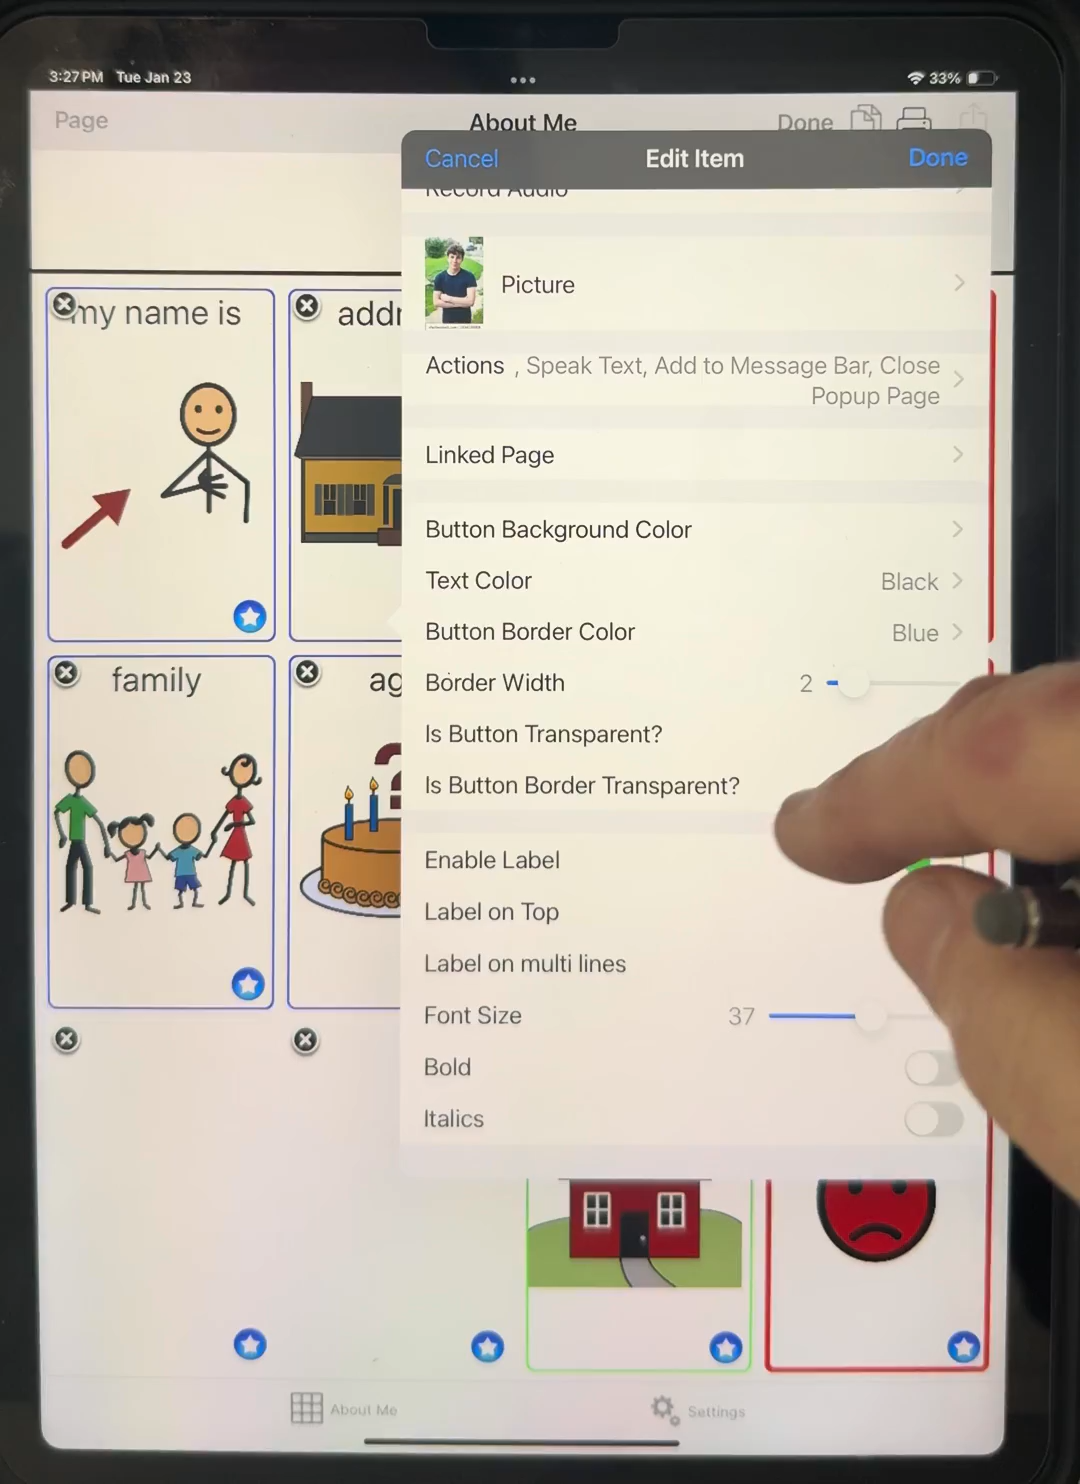 3:27 PM Tue Jan 23
33%
Page
About Me
Done
Cancel
Edit Item
Done
Record Audio
Picture
Actions , Speak Text, Add to Message Bar, Close
Popup Page
Linked Page
Button Background Color
Text Color
Black
Button Border Color
Blue
Border Width
2
Is Button Transparent?
Is Button Border Transparent?
Enable Label
Label on Top
Label on multi lines
Font Size
37
Bold
Italics
my name is
addr
family
ag
About Me
Settings